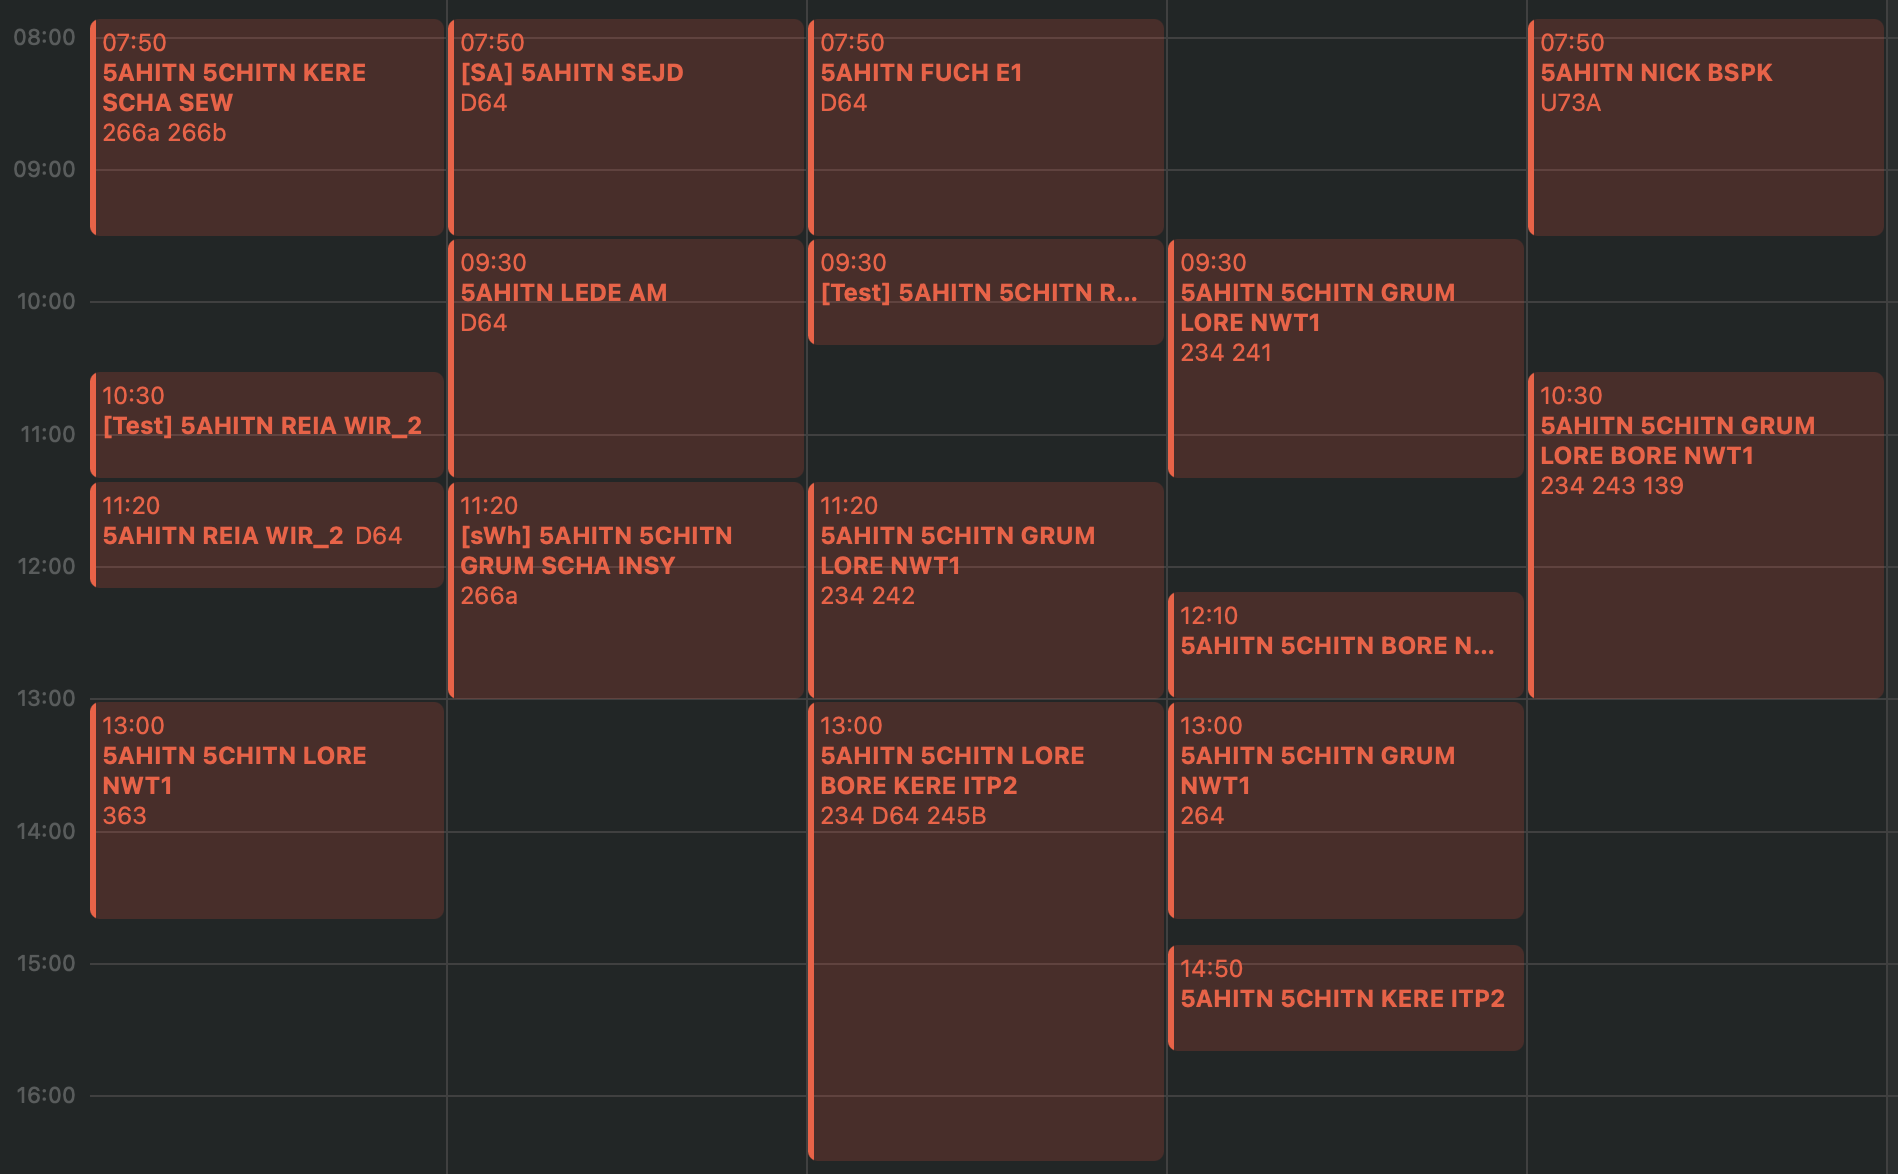 08:00
09:00
10:00
11:00
12:00
13:00
14:00
15:00
16:00
07:50
5AHITN 5CHITN KERE
SCHA SEW
266a 266b
10:30
[Test] 5AHITN REIA WIR_2
11:20
5AHITN REIA WIR_2 D64
13:00
5AHITN 5CHITN LORE
NWT1
363
07:50
[SA] 5AHITN SEJD
D64
09:30
5AHITN LEDE AM
D64
11:20
[sWh] 5AHITN 5CHITN
GRUM SCHA INSY
266a
07:50
5AHITN FUCH E1
D64
09:30
[Test] 5AHITN 5CHITN R...
11:20
5AHITN 5CHITN GRUM
LORE NWT1
234 242
13:00
5AHITN 5CHITN LORE
BORE KERE ITP2
234 D64 245B
09:30
5AHITN 5CHITN GRUM
LORE NWT1
234 241
12:10
5AHITN 5CHITN BORE N...
13:00
5AHITN 5CHITN GRUM
NWT1
264
14:50
5AHITN 5CHITN KERE ITP2
07:50
5AHITN NICK BSPK
U73A
10:30
5AHITN 5CHITN GRUM
LORE BORE NWT1
234 243 139